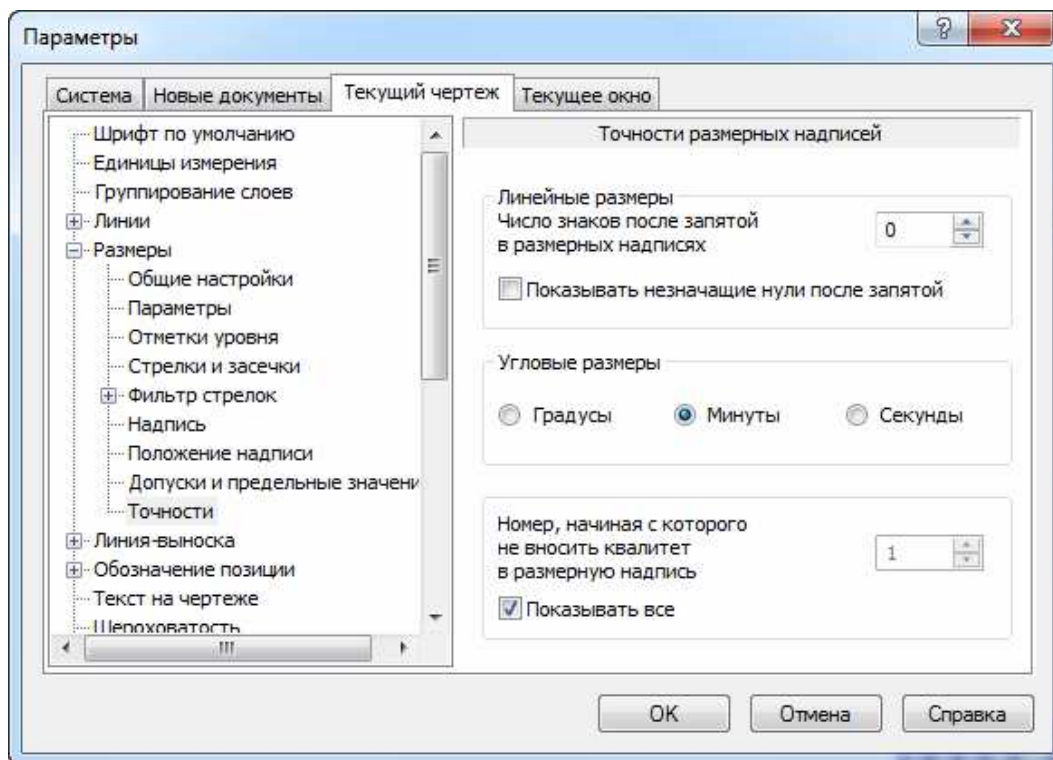 Параметры
Система
Новые документы
Текущий чертеж
Текущее окно
Шрифт по умолчанию
Единицы измерения
Группирование слоев
Линии
Размеры
Общие настройки
Параметры
Отметки уровня
Стрелки и засечки
Фильтр стрелок
Надпись
Положение надписи
Допуски и предельные значени
Точности
Линия-выноска
Обозначение позиции
Текст на чертеже
Шероховатость
Точности размерных надписей
Линейные размеры
Число знаков после запятой
в размерных надписях
0
Показывать незначащие нули после запятой
Угловые размеры
Градусы
Минуты
Секунды
Номер, начиная с которого
не вносить квалитет
в размерную надпись
1
Показывать все
OK
Отмена
Справка